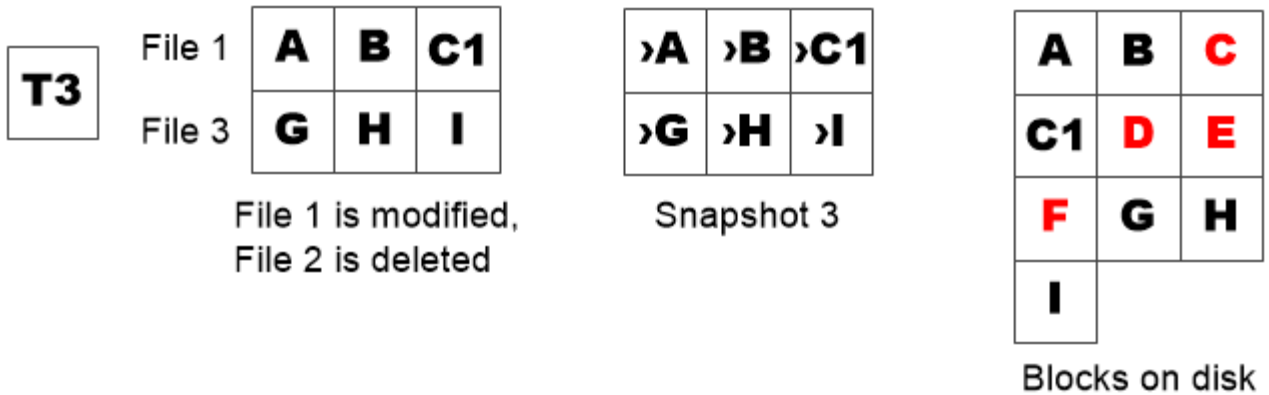 T3
File 1 A B C1
File 3 G H I
File 1 is modified,
File 2 is deleted
›A ›B ›C1
›G ›H ›I
Snapshot 3
A B C
C1 D E
F G H
I
Blocks on disk